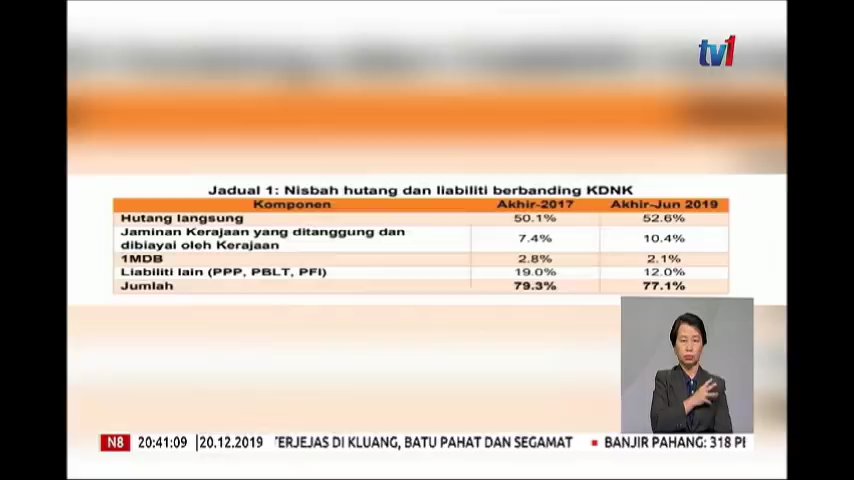 tv1
Jadual 1: Nisbah hutang dan liabiliti berbanding KDNK
Komponen Akhir-2017 Akhir-Jun 2019
Hutang langsung 50.1% 52.6%
Jaminan Kerajaan yang ditanggung dan
dibiayai oleh Kerajaan 7.4% 10.4%
1MDB 2.8% 2.1%
Liabiliti lain (PPP, PBLT, PFI) 19.0% 12.0%
Jumlah 79.3% 77.1%
N8 20:41:09 20.12.2019 TERJEJAS DI KLUANG, BATU PAHAT DAN SEGAMAT ▪ BANJIR PAHANG: 318